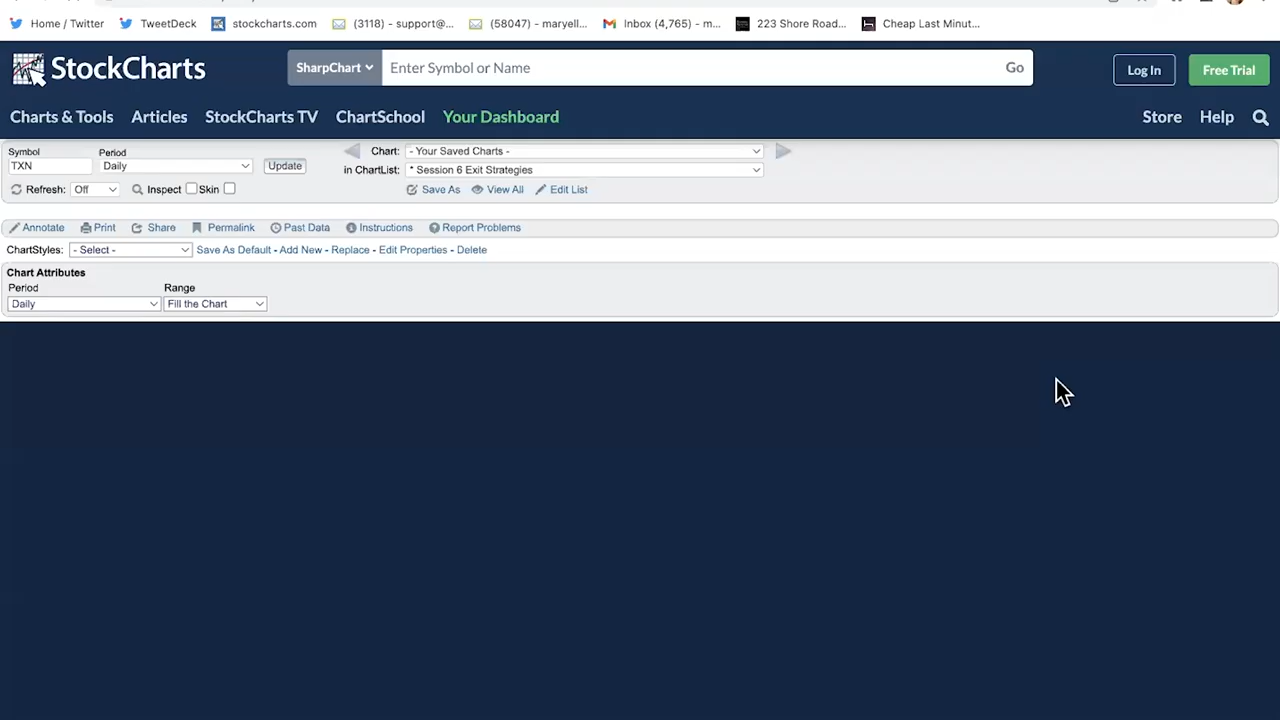 Home / Twitter TweetDeck stockcharts.com (3118) - support@... (58047) - maryell... Inbox (4,765) - m... 223 Shore Road... Cheap Last Minut...
StockCharts SharpChart Enter Symbol or Name Go Log In Free Trial
Charts & Tools Articles StockCharts TV ChartSchool Your Dashboard Store Help
Symbol Period Chart: - Your Saved Charts -
TXN Daily Update in ChartList: * Session 6 Exit Strategies
Refresh: Off Inspect Skin Save As View All Edit List
Annotate Print Share Permalink Past Data Instructions Report Problems
ChartStyles: - Select - Save As Default - Add New - Replace - Edit Properties - Delete
Chart Attributes
Period Range
Daily Fill the Chart